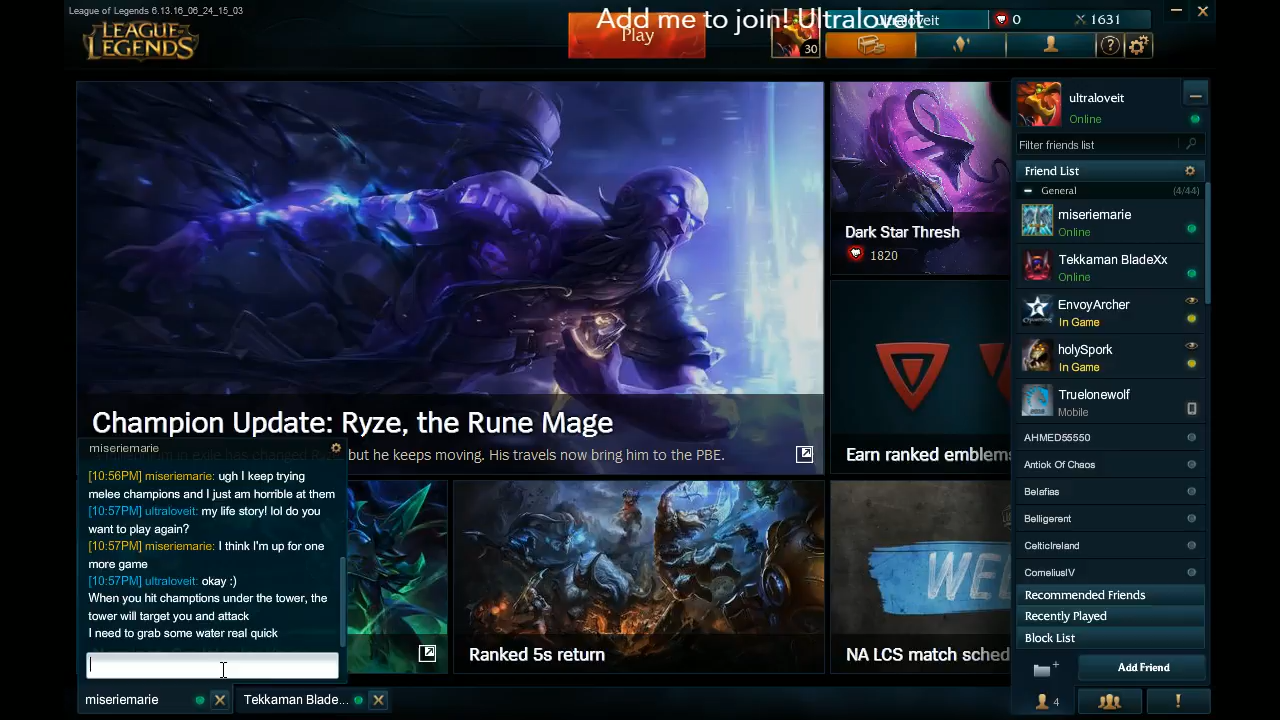 League of Legends 6.13.16_06_24_15_03
LEAGUE of LEGENDS
Add me to join! Ultraloveit
Play
ultraloveit
0
1631
30
ultraloveit
Online
Filter friends list
Friend List
General (4/44)
miseriemarie
Online
Tekkaman BladeXx
Online
EnvoyArcher
In Game
holySpork
In Game
Truelonewolf
Mobile
AHMED55550
Antiok Of Chaos
Belafias
Belligerent
CelticIreland
CorneliusIV
Recommended Friends
Recently Played
Block List
Add Friend
4
Dark Star Thresh
1820
Earn ranked emblems
Champion Update: Ryze, the Rune Mage
but he keeps moving. His travels now bring him to the PBE.
Ranked 5s return
WEL
NA LCS match sched
miseriemarie
[10:56PM] miseriemarie: ugh I keep trying
melee champions and I just am horrible at them
[10:57PM] ultraloveit: my life story! lol do you
want to play again?
[10:57PM] miseriemarie: I think I'm up for one
more game
[10:57PM] ultraloveit: okay :)
When you hit champtions under the tower, the
tower will target you and attack
I need to grab some water real quick
miseriemarie
Tekkaman Blade...